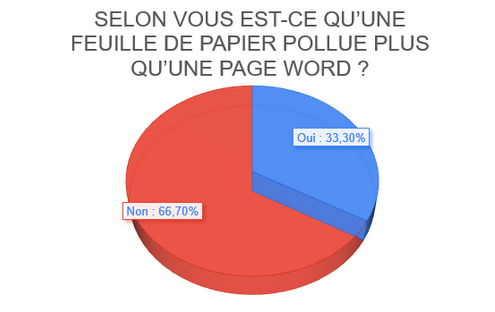 SELON VOUS EST-CE QU’UNE
FEUILLE DE PAPIER POLLUE PLUS
QU’UNE PAGE WORD ?
Oui : 33,30%
Non : 66,70%